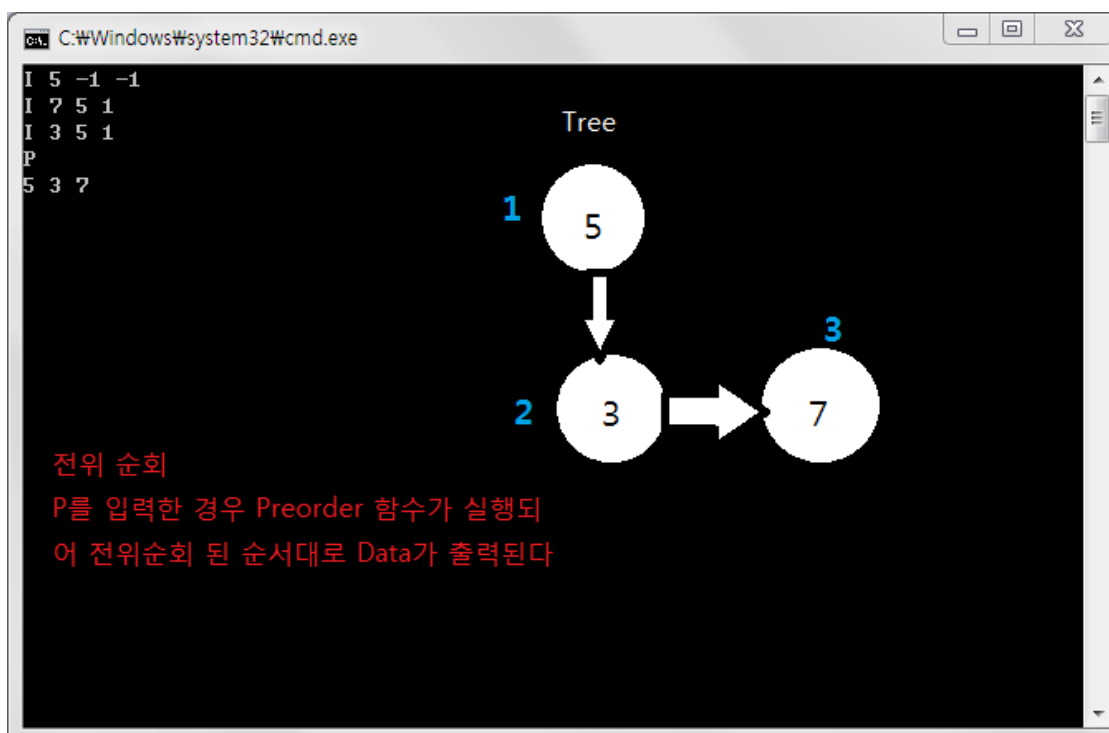 C:₩Windows₩system32₩cmd.exe
I 5 -1 -1
I 7 5 1
I 3 5 1
P
5 3 7
Tree
1
5
3
2
3
7
전위 순회
P를 입력한 경우 Preorder 함수가 실행되
어 전위순회 된 순서대로 Data가 출력된다